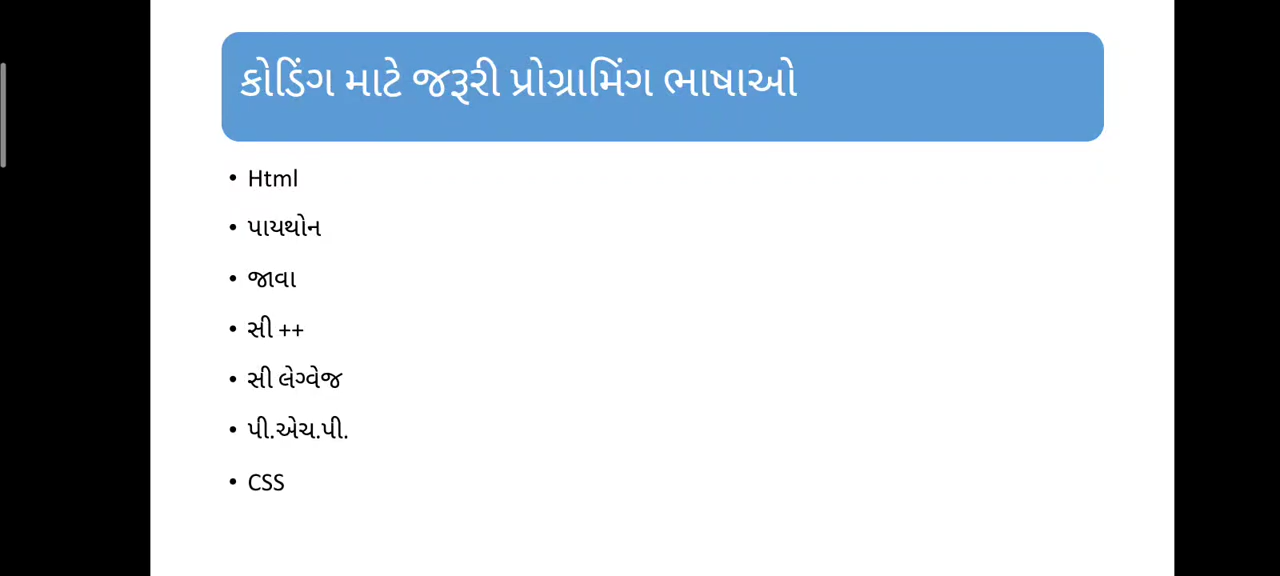 કોડિંગ માટે જરૂરી પ્રોગ્રામિંગ ભાષાઓ
• Html
• પાયથોન
• જાવા
• સી ++
• સી લેગ્વેજ
• પી.એચ.પી.
• CSS